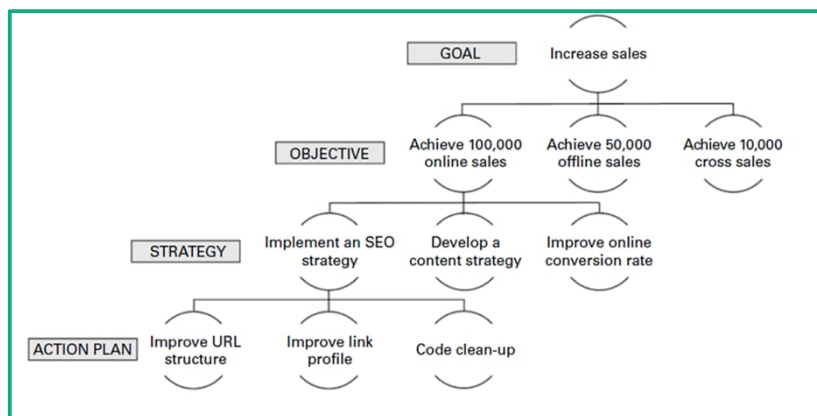 GOAL
Increase sales
OBJECTIVE
Achieve 100,000
online sales
Achieve 50,000
offline sales
Achieve 10,000
cross sales
STRATEGY
Implement an SEO
strategy
Develop a
content strategy
Improve online
conversion rate
ACTION PLAN
Improve URL
structure
Improve link
profile
Code clean-up